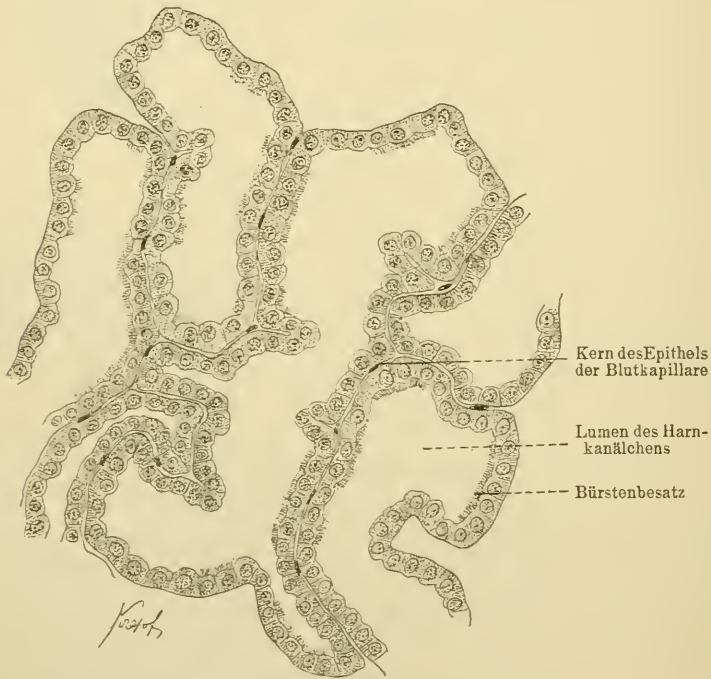 Kern des Epithels
der Blutkapillare
Lumen des Harn-
kanälchens
Bürstenbesatz